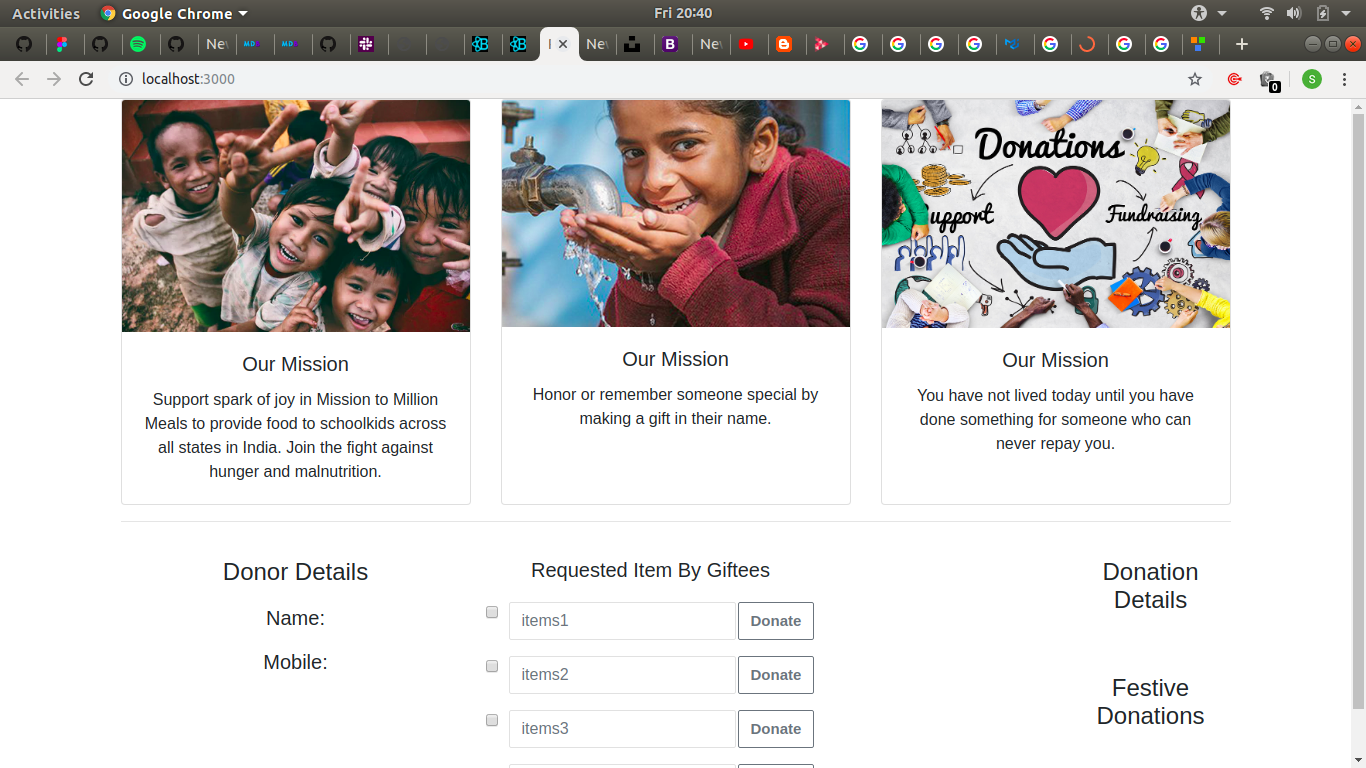 Activities
Google Chrome
Fri 20:40
Nev
Nev
Nev
localhost:3000
0
S
Donations
Support
Fundraising
Our Mission
Support spark of joy in Mission to Million
Meals to provide food to schoolkids across
all states in India. Join the fight against
hunger and malnutrition.
Our Mission
Honor or remember someone special by
making a gift in their name.
Our Mission
You have not lived today until you have
done something for someone who can
never repay you.
Donor Details
Name:
Mobile:
Requested Item By Giftees
items1 Donate
items2 Donate
items3 Donate
Donation
Details
Festive
Donations